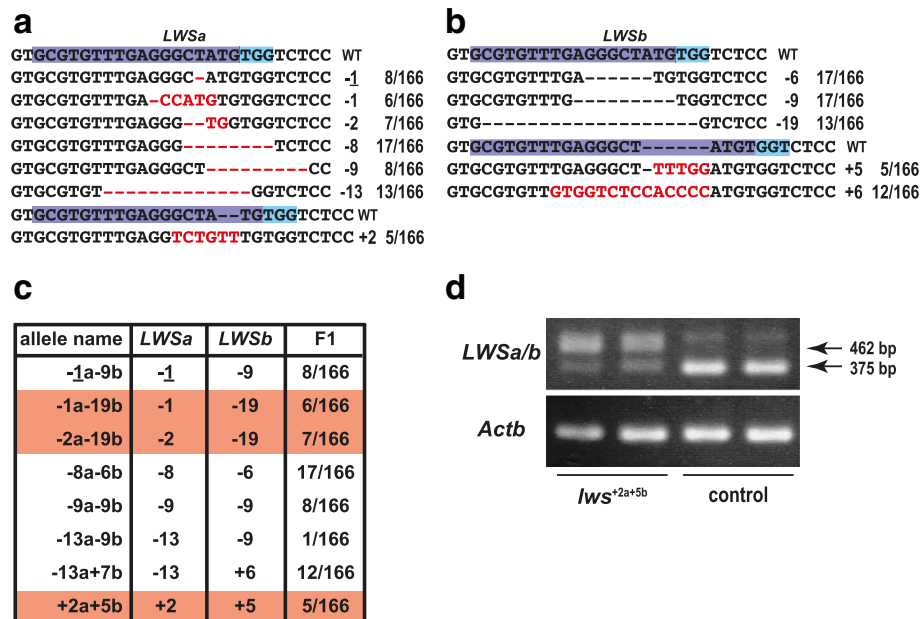 a
LWSa
GTGCGTGTTTGAGGGCTATGTGGTCTCC WT
GTGCGTGTTTGAGGGC-ATGTGGTCTCC -1 8/166
GTGCGTGTTTGA-CCATGTGTGGTCTCC -1 6/166
GTGCGTGTTTGAGGG--TGGTGGTCTCC -2 7/166
GTGCGTGTTTGAGGG--------TCTCC -8 17/166
GTGCGTGTTTGAGGGCT---------CC -9 8/166
GTGCGTGT-------------GGTCTCC -13 13/166
GTGCGTGTTTGAGGGCTA--TGTGGTCTCC WT
GTGCGTGTTTGAGGTCTGTTTGTGGTCTCC +2 5/166
b
LWSb
GTGCGTGTTTGAGGGCTATGTGGTCTCC WT
GTGCGTGTTTGA------TGTGGTCTCC -6 17/166
GTGCGTGTTTG---------TGGTCTCC -9 17/166
GTG-------------------GTCTCC -19 13/166
GTGCGTGTTTGAGGGCT------ATGTGGTCTCC WT
GTGCGTGTTTGAGGGCT-TTTGGATGTGGTCTCC +5 5/166
GTGCGTGTTGTGGTCTCCACCCCATGTGGTCTCC +6 12/166
c
allele name LWSa LWSb F1
-1a-9b -1 -9 8/166
-1a-19b -1 -19 6/166
-2a-19b -2 -19 7/166
-8a-6b -8 -6 17/166
-9a-9b -9 -9 8/166
-13a-9b -13 -9 1/166
-13a+7b -13 +6 12/166
+2a+5b +2 +5 5/166
d
LWSa/b
462 bp
375 bp
Actb
lws+2a+5b control